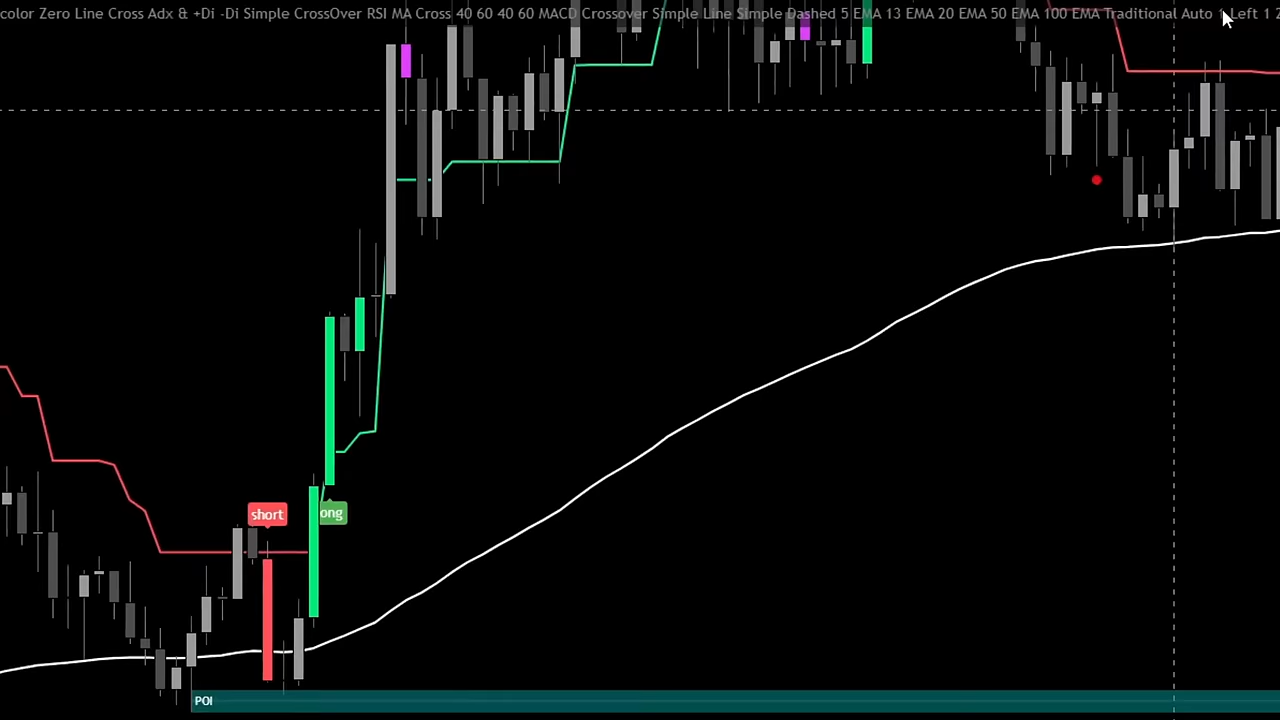 color Zero Line Cross Adx & +Di -Di Simple CrossOver RSI MA Cross 40 60 40 60 MACD Crossover Simple Line Simple Dashed 5 EMA 13 EMA 20 EMA 50 EMA 100 EMA Traditional Auto 1 Left 1 2
short
ong
POI